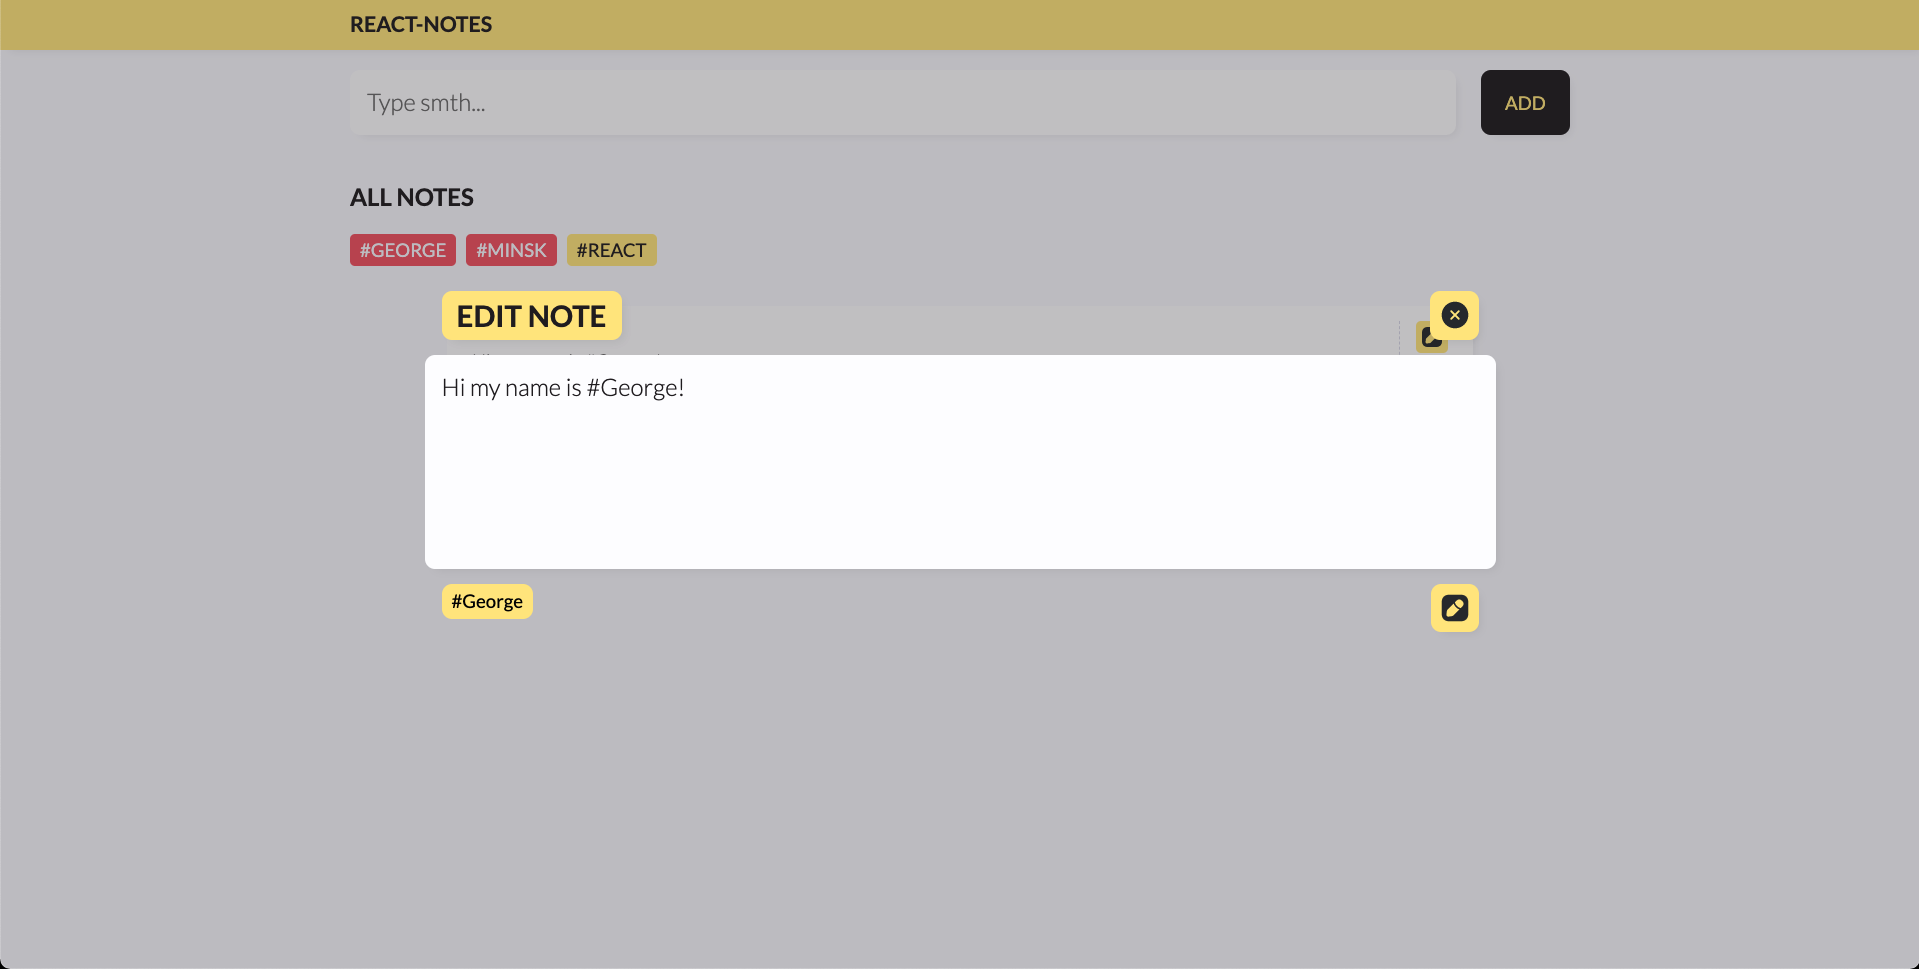 REACT-NOTES
Type smth...
ADD
ALL NOTES
#GEORGE #MINSK #REACT
EDIT NOTE
Hi my name is #George!
#George